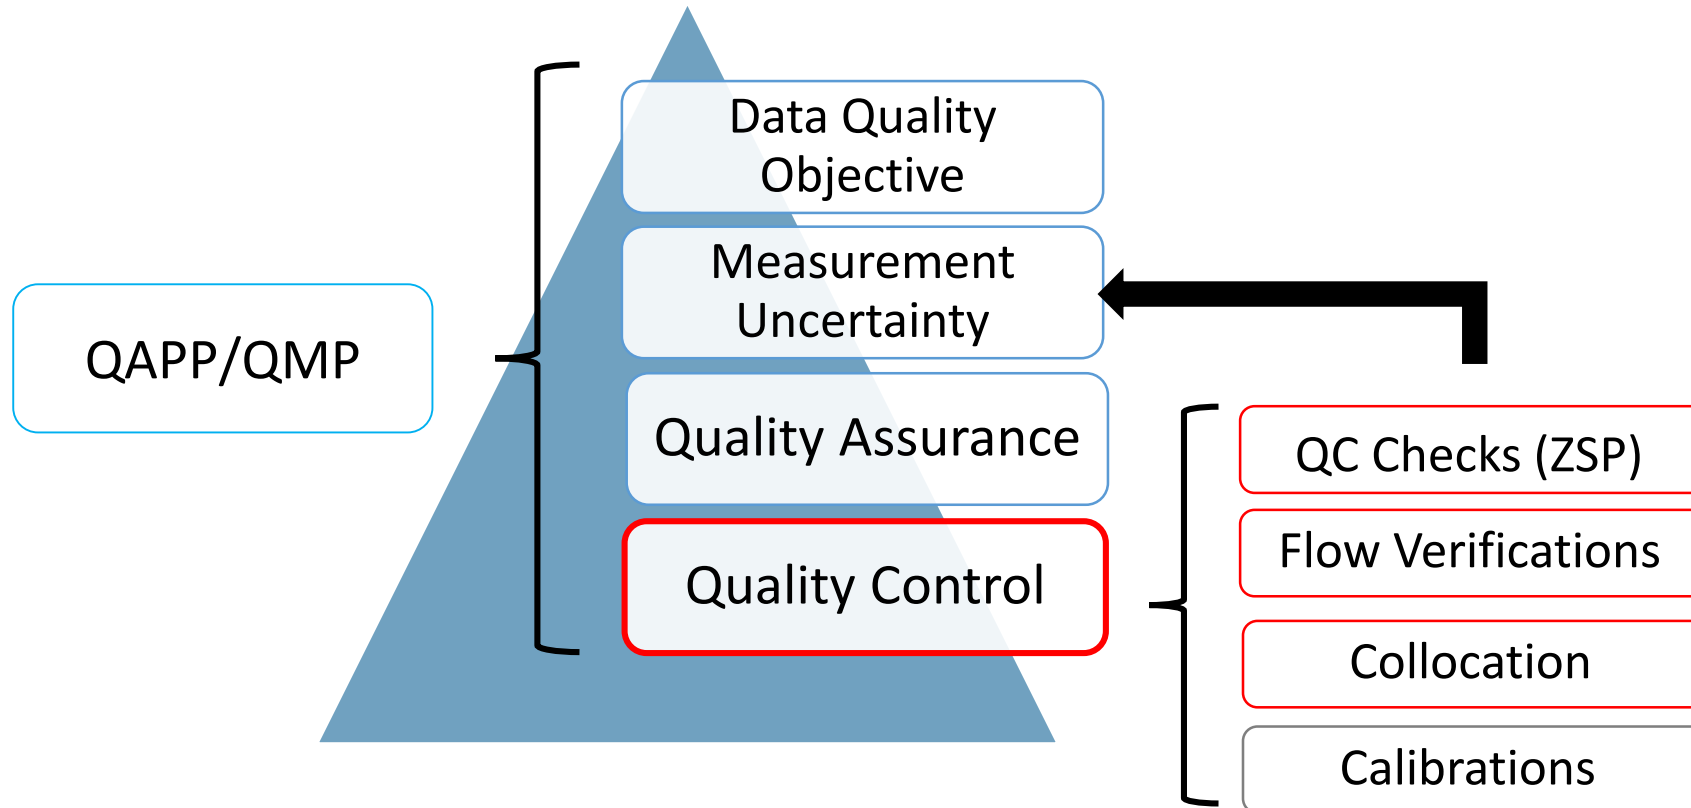 Data Quality
Objective
Measurement
Uncertainty
QAPP/QMP
Quality Assurance
Quality Control
QC Checks (ZSP)
Flow Verifications
Collocation
Calibrations